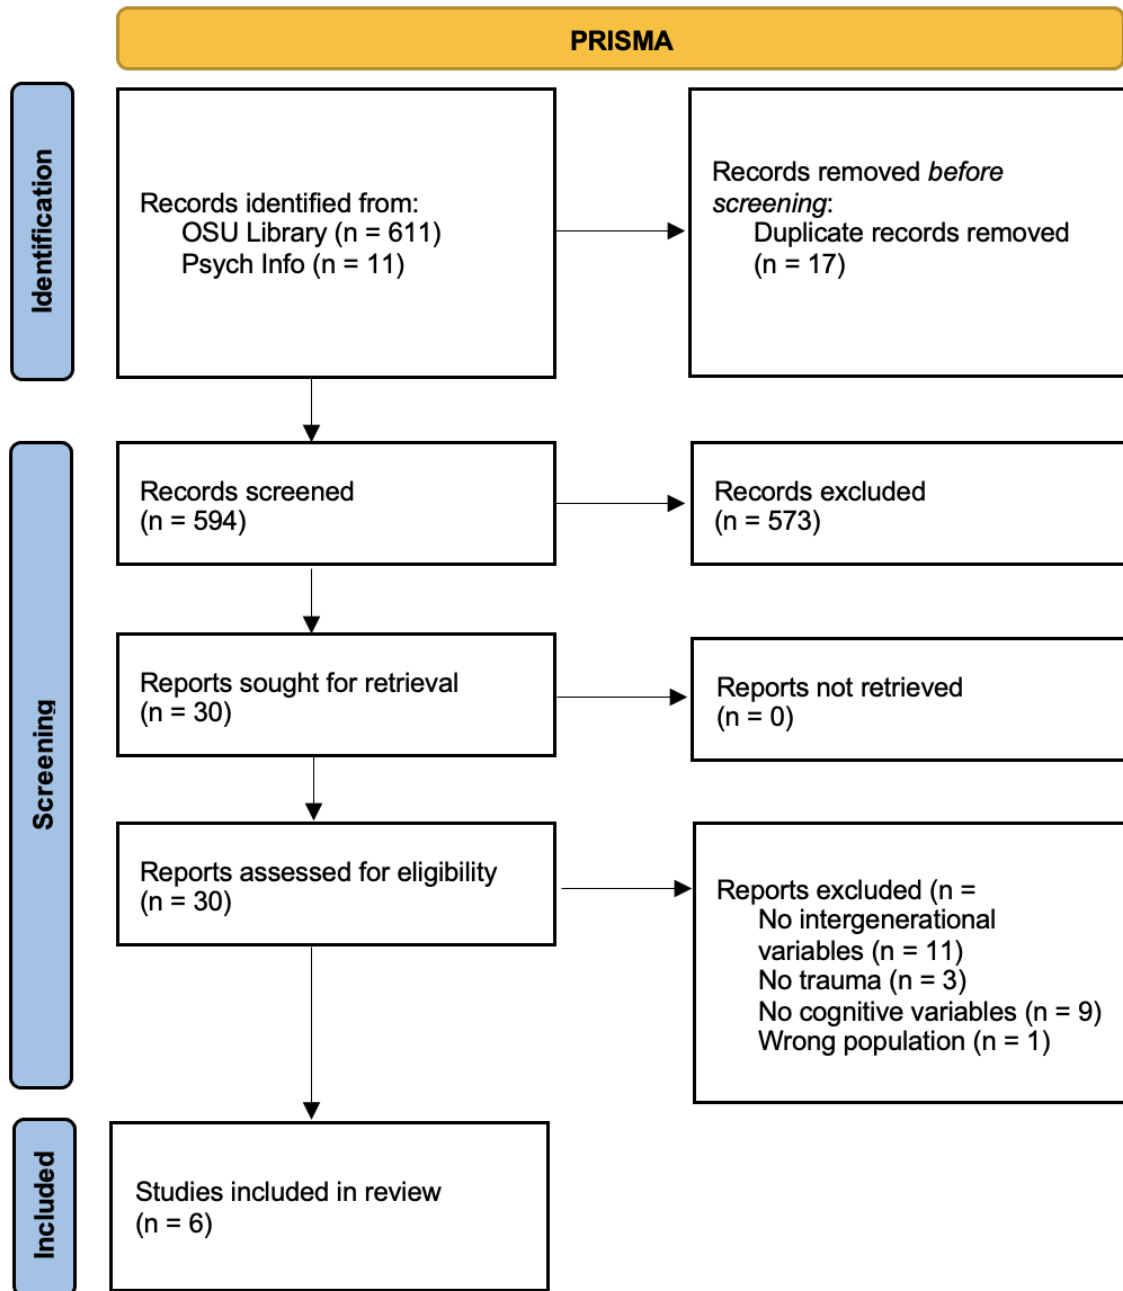 PRISMA
Identification
Records identified from:
OSU Library (n = 611)
Psych Info (n = 11)
Records removed before
screening:
Duplicate records removed
(n = 17)
Screening
Records screened
(n = 594)
Records excluded
(n = 573)
Reports sought for retrieval
(n = 30)
Reports not retrieved
(n = 0)
Reports assessed for eligibility
(n = 30)
Reports excluded (n =
No intergenerational
variables (n = 11)
No trauma (n = 3)
No cognitive variables (n = 9)
Wrong population (n = 1)
Included
Studies included in review
(n = 6)